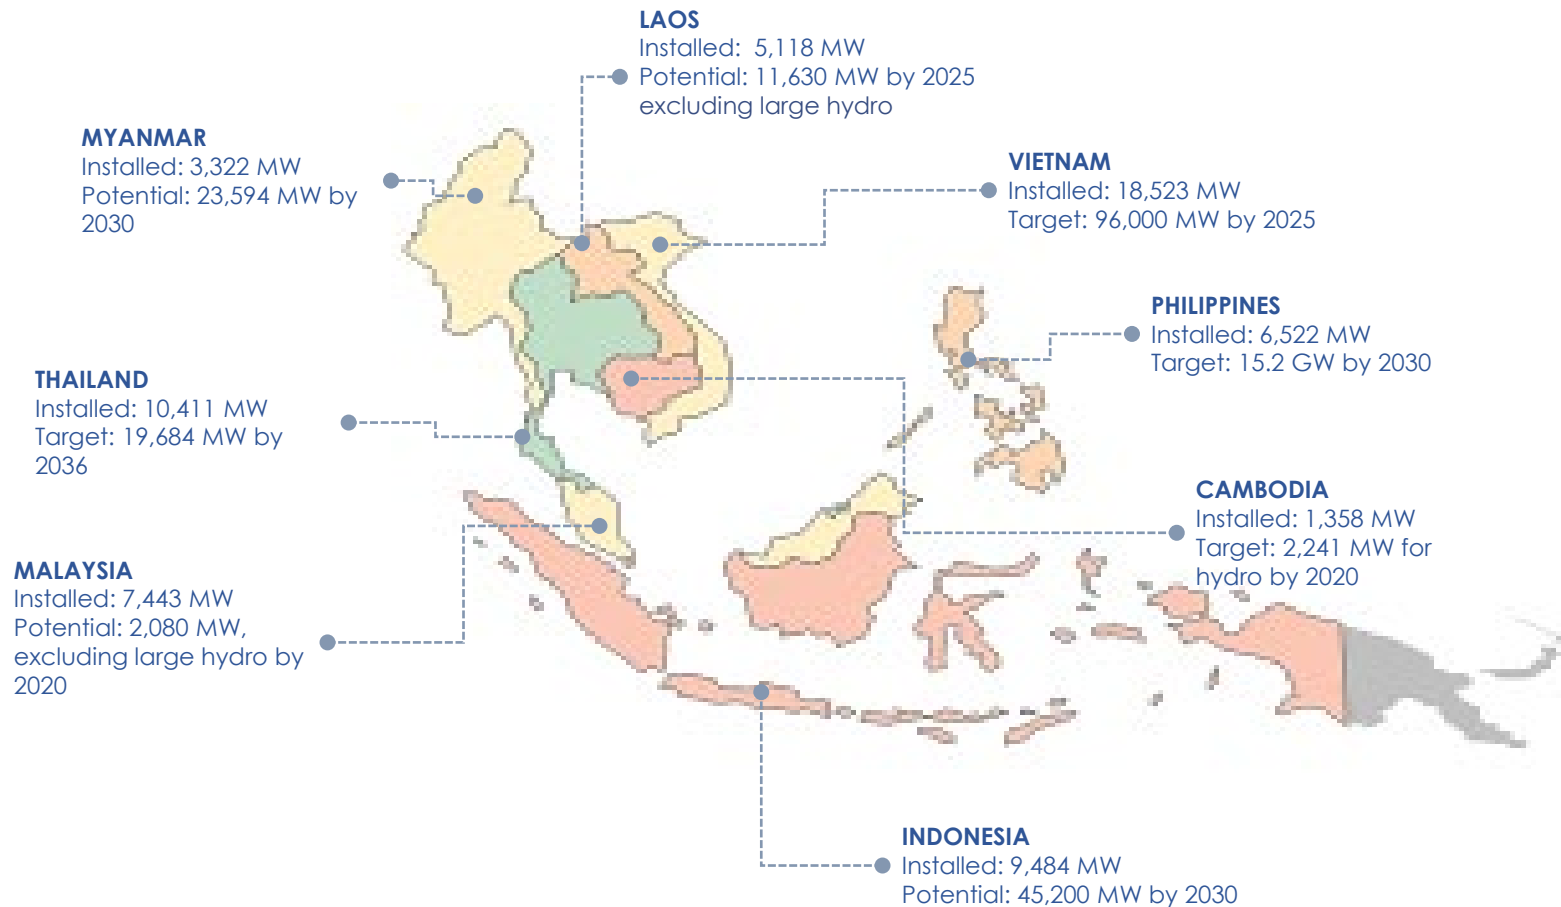 LAOS
Installed:  5,118 MW
Potential: 11,630 MW by 2025
excluding large hydro
MYANMAR
Installed: 3,322 MW
Potential: 23,594 MW by
2030
VIETNAM
Installed: 18,523 MW
Target: 96,000 MW by 2025
PHILIPPINES
Installed: 6,522 MW
Target: 15.2 GW by 2030
THAILAND
Installed: 10,411 MW
Target: 19,684 MW by
2036
CAMBODIA
Installed: 1,358 MW
Target: 2,241 MW for
hydro by 2020
MALAYSIA
Installed: 7,443 MW
Potential: 2,080 MW,
excluding large hydro by
2020
INDONESIA
Installed: 9,484 MW
Potential: 45,200 MW by 2030